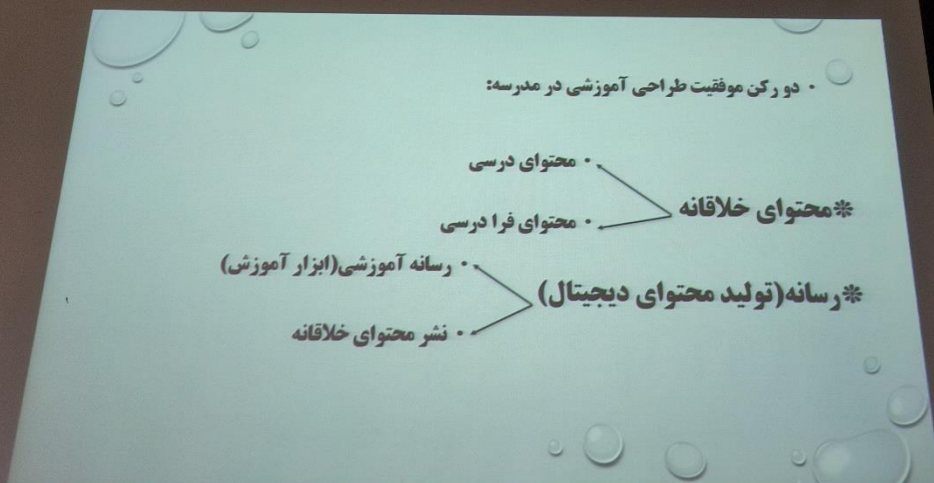 • دو رکن موفقیت طراحی آموزشی در مدرسه:
❊محتوای خلاقانه
• محتوای درسی
• محتوای فرا درسی
❊رسانه(تولید محتوای دیجیتال)
• رسانه آموزشی(ابزار آموزش)
• نشر محتوای خلاقانه